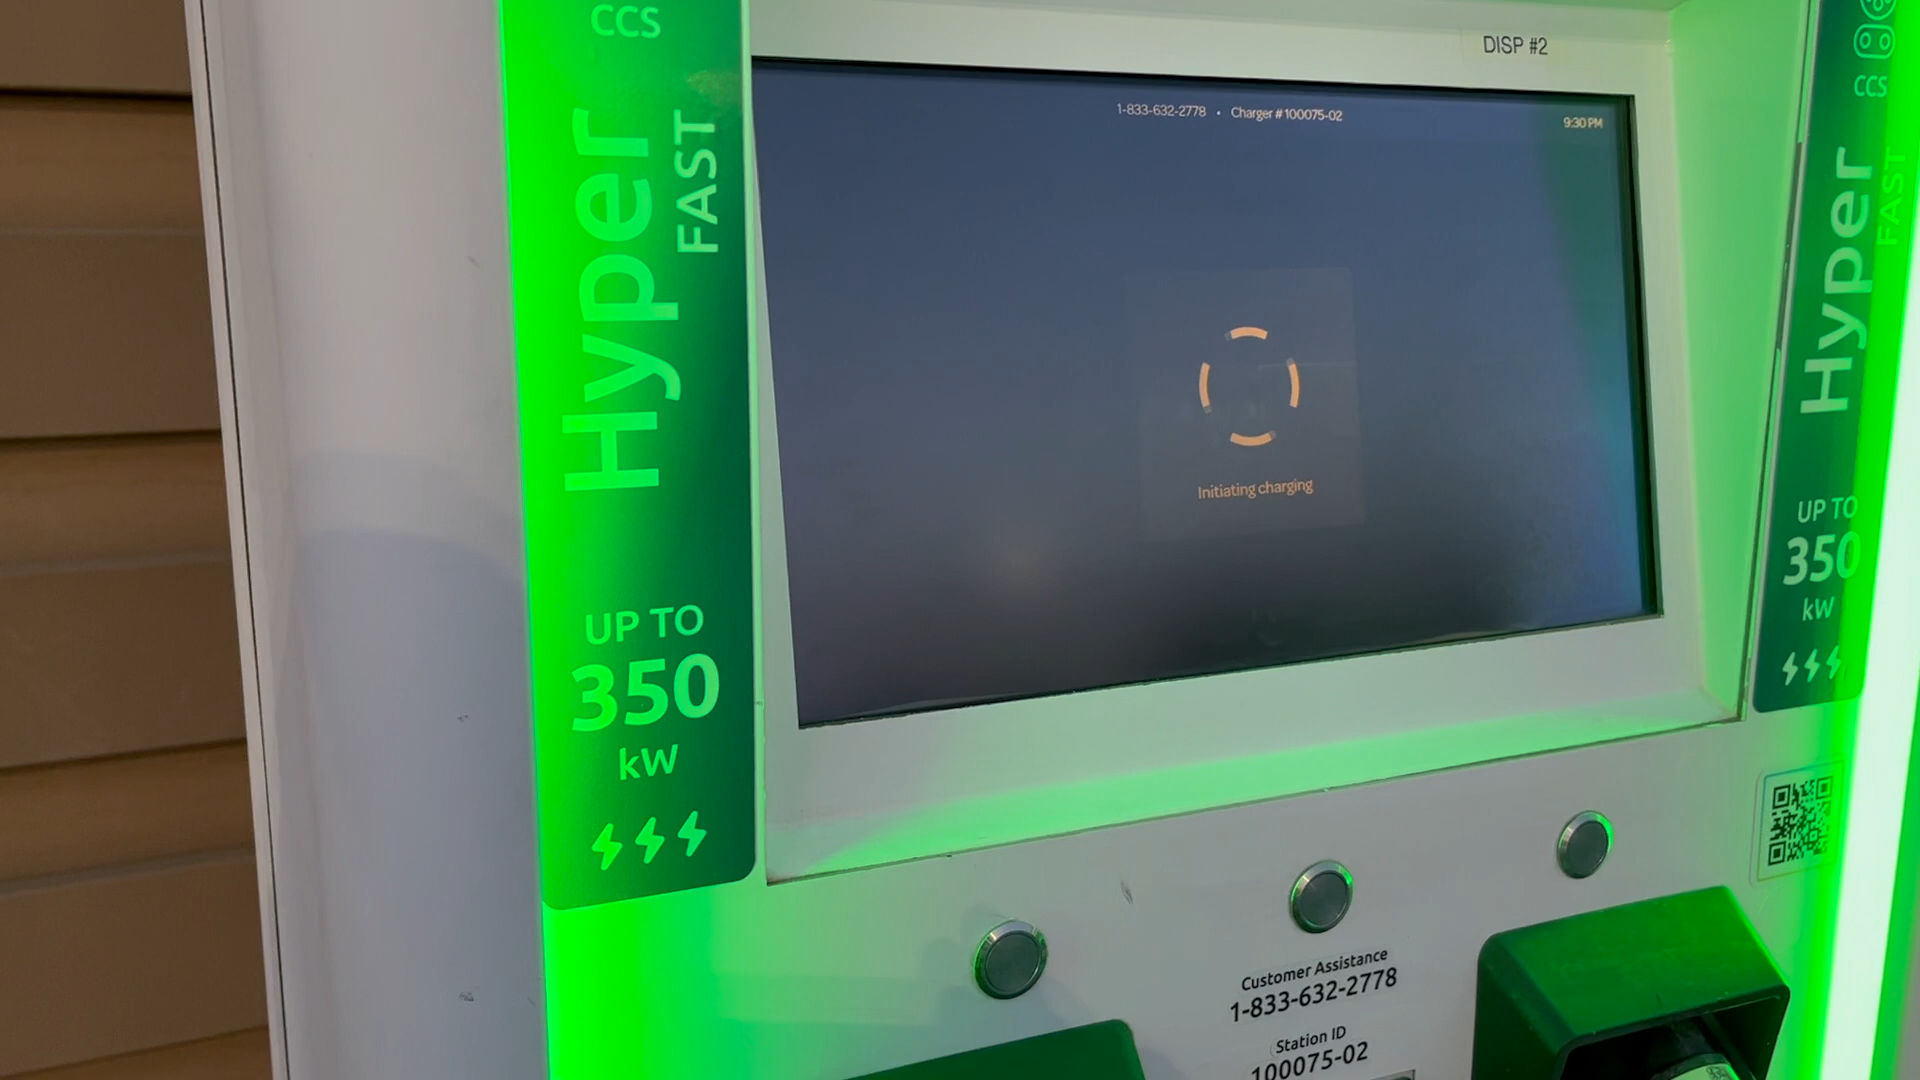 CCS
Hyper
FAST
UP TO
350
kW
DISP #2
1-833-632-2778 • Charger #100075-02
9:30 PM
Initiating charging
CCS
Hyper
FAST
UP TO
350
kW
Customer Assistance
1-833-632-2778
Station ID
100075-02